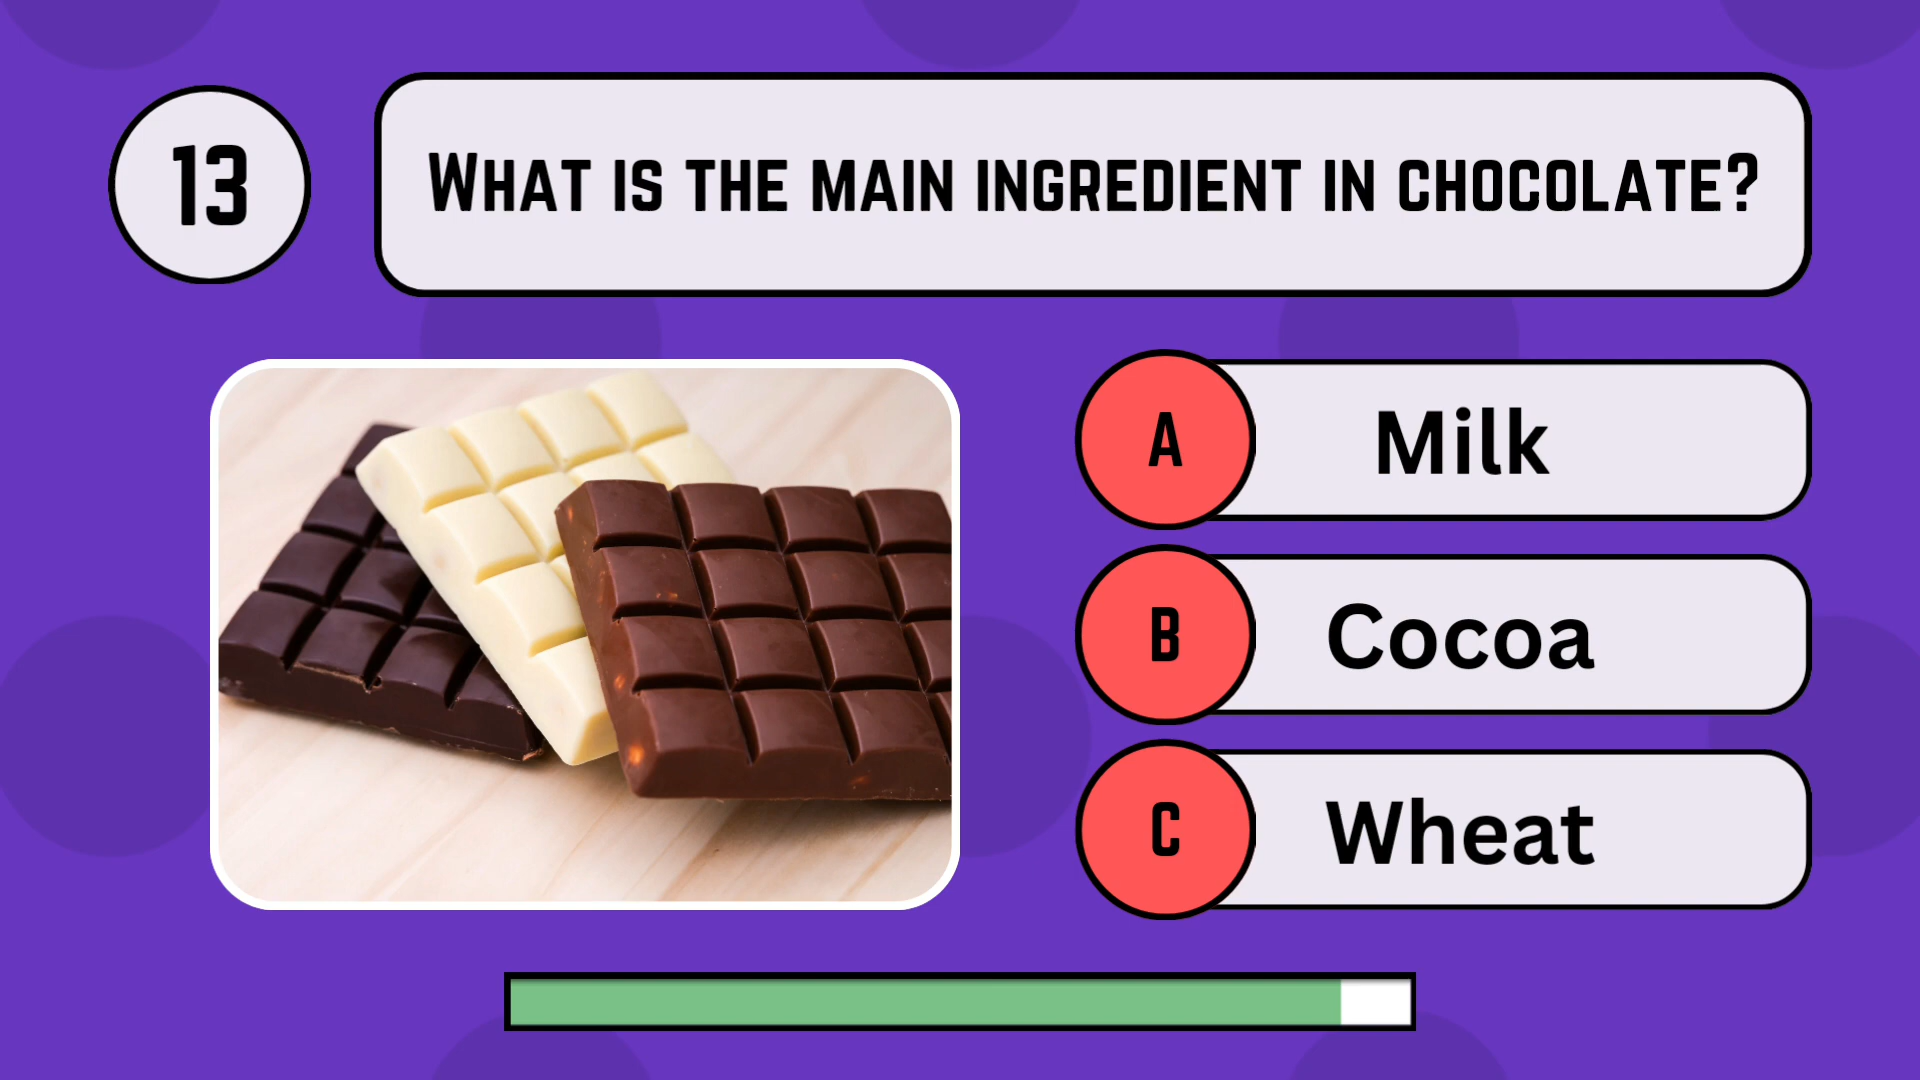 13
What is the main ingredient in chocolate?
A
Milk
B
Cocoa
C
Wheat